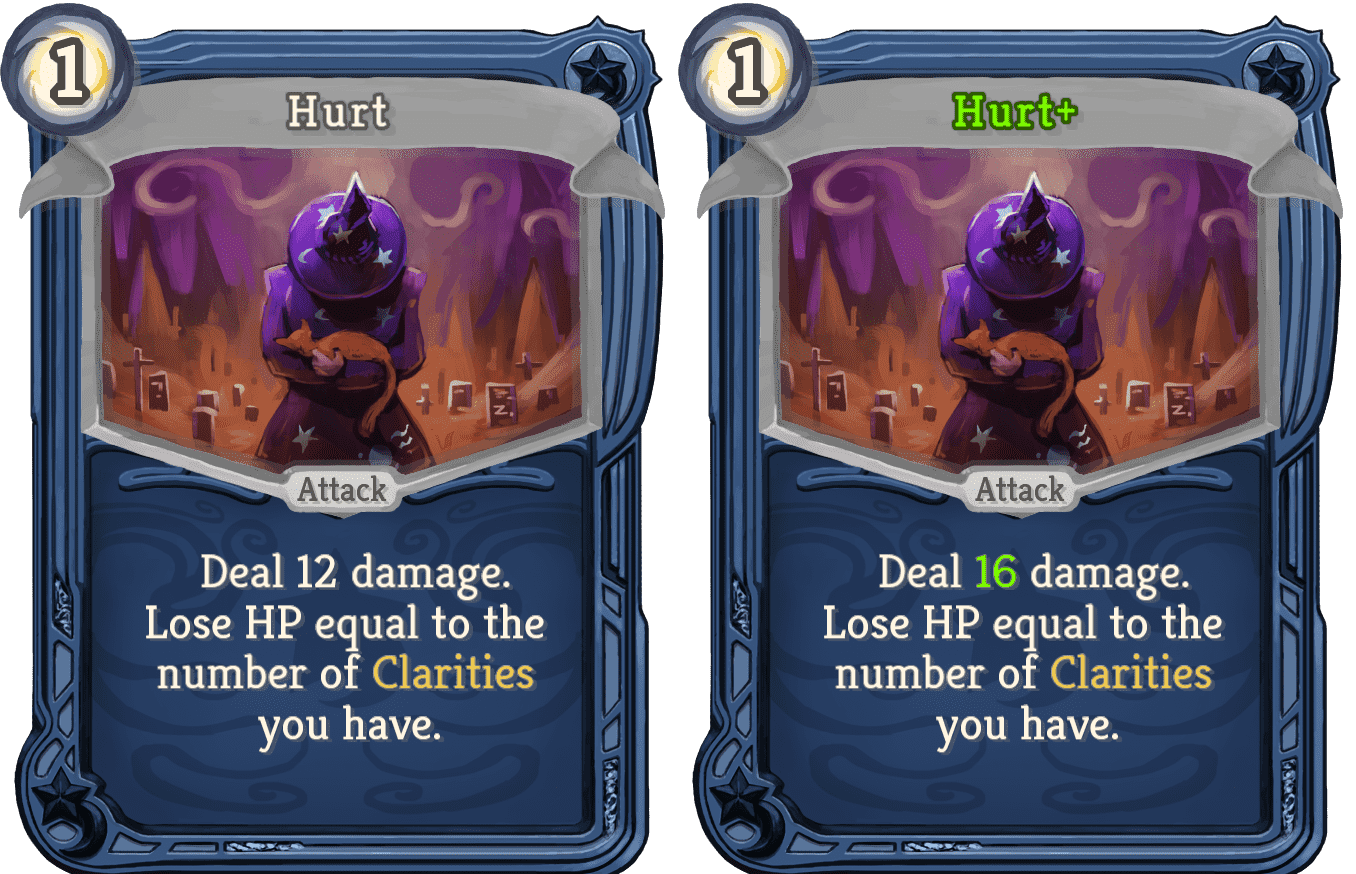 1
Hurt
Attack
Deal 12 damage.
Lose HP equal to the
number of Clarities
you have.
1
Hurt+
Attack
Deal 16 damage.
Lose HP equal to the
number of Clarities
you have.